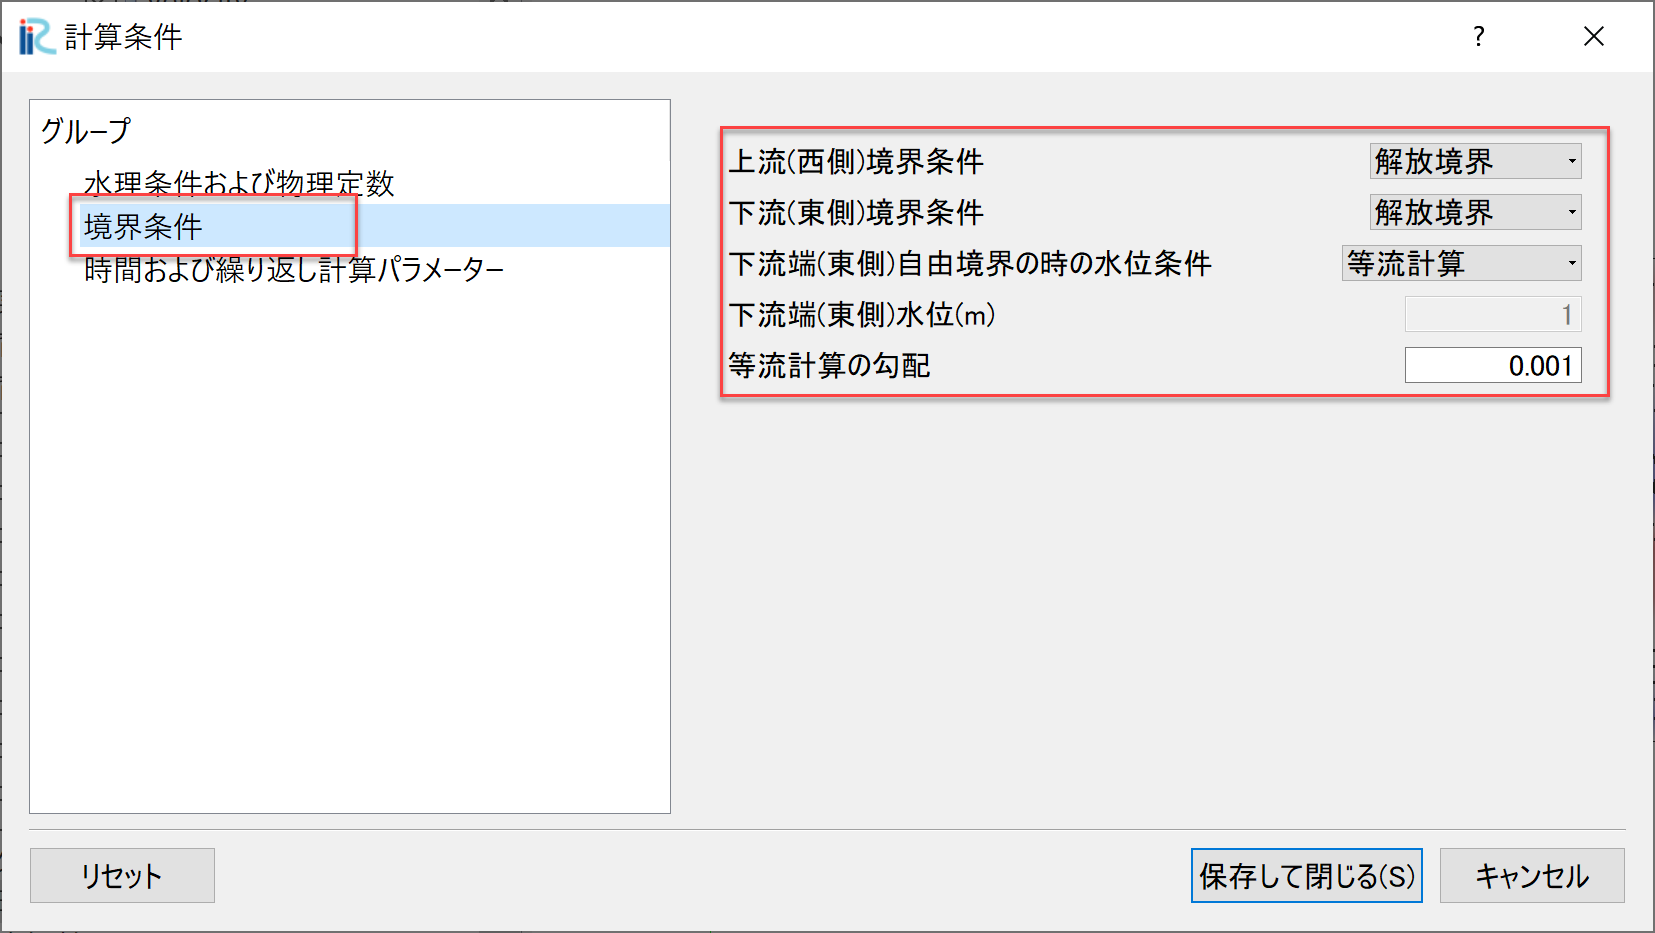 計算条件
?
グループ
水理条件および物理定数
境界条件
時間および繰り返し計算パラメーター
上流(西側)境界条件 解放境界
下流(東側)境界条件 解放境界
下流端(東側)自由境界の時の水位条件 等流計算
下流端(東側)水位(m) 1
等流計算の勾配 0.001
リセット
保存して閉じる(S)
キャンセル